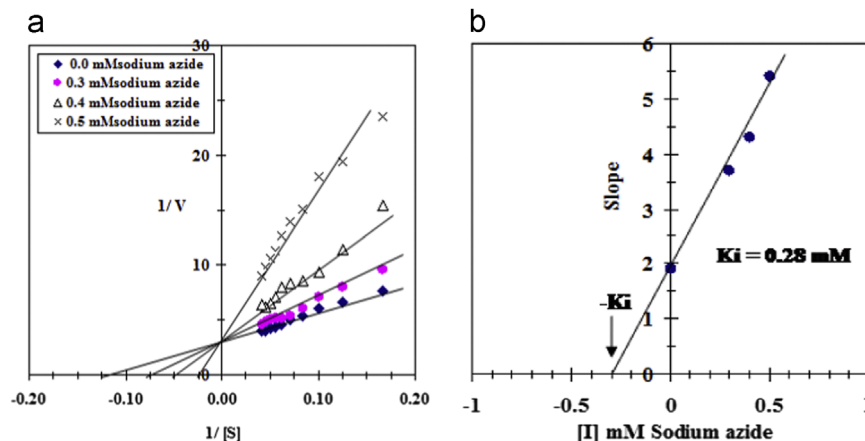 a
30
0.0 mMsodium azide
0.3 mMsodium azide
0.4 mMsodium azide
0.5 mMsodium azide
20
1/ V
10
0
-0.20
-0.10
0.00
0.10
0.20
1/ [S]
b
6
5
4
3
2
1
0
Slope
Ki = 0.28 mM
-Ki
-1
-0.5
0
0.5
1
[I] mM Sodium azide